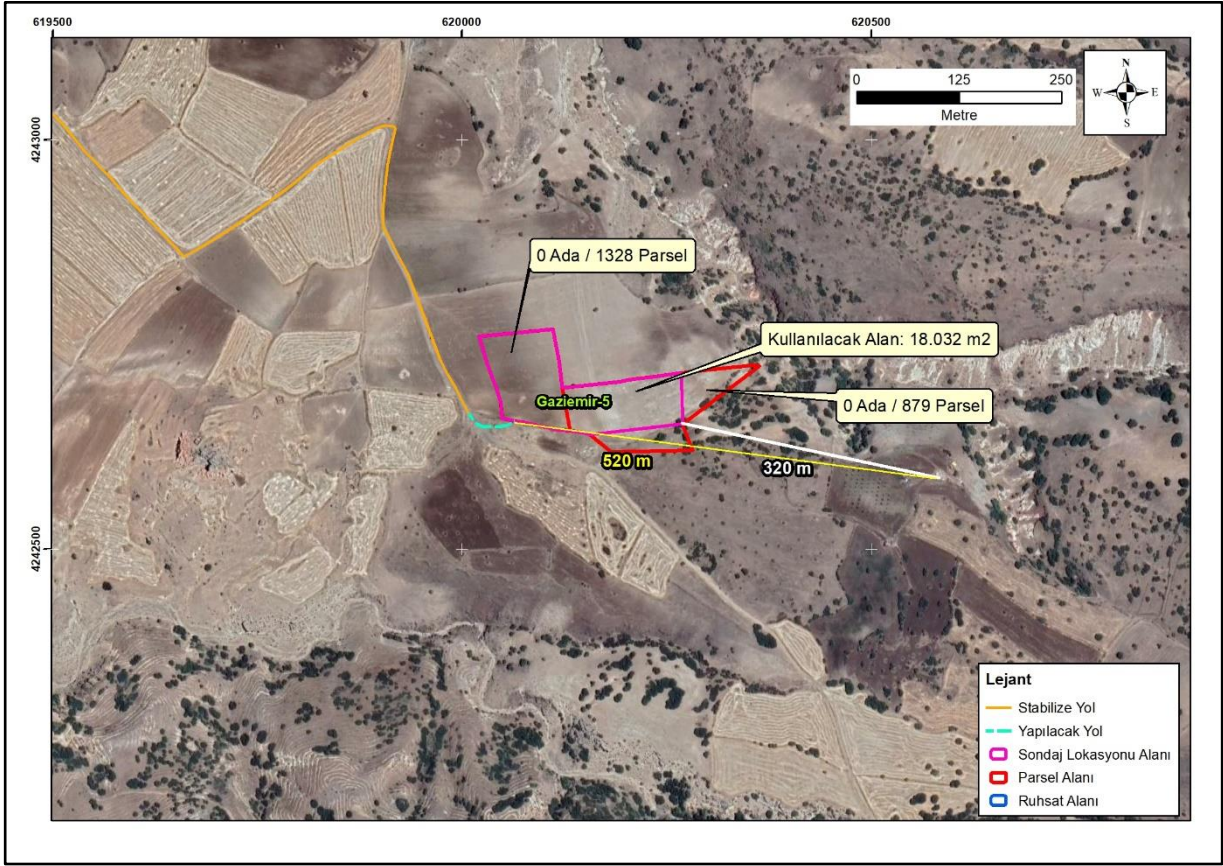 619500
620000
620500
0
125
250
Metre
N
W
E
S
4243000
4242500
0 Ada / 1328 Parsel
Kullanılacak Alan: 18.032 m2
0 Ada / 879 Parsel
Gaziemir-5
520 m
320 m
Lejant
Stabilize Yol
Yapılacak Yol
Sondaj Lokasyonu Alanı
Parsel Alanı
Ruhsat Alanı